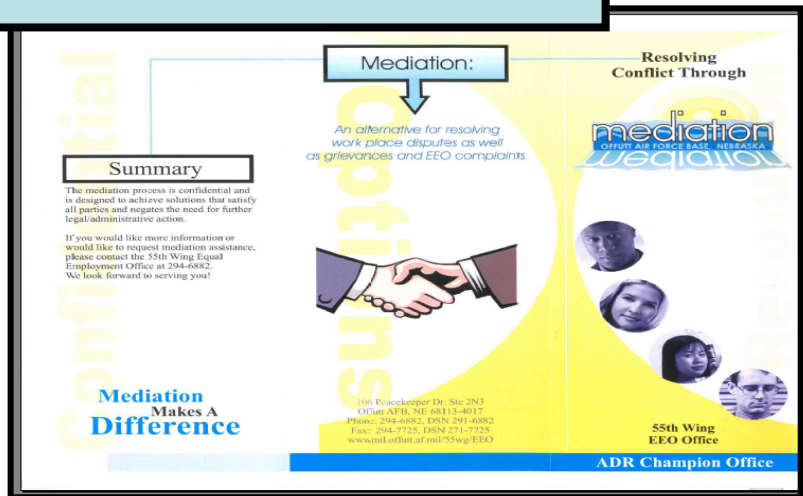 Confidential
Summary
The mediation process is confidential and
is designed to achieve solutions that satisfy
all parties and negates the need for further
legal/administrative action.
If you would like more information or
would like to request mediation assistance,
please contact the 55th Wing Equal
Employment Office at 294-6882.
We look forward to serving you!
Mediation
Makes A
Difference
Mediation:
Options
An alternative for resolving
work place disputes as well
as grievances and EEO complaints.
106 Peacekeeper Dr, Ste 2N3
Offutt AFB, NE 68113-4017
Phone: 294-6882, DSN 291-6882
Fax: 294-7725, DSN 271-7725
www.mil.offutt.af.mil/55wg/EEO
Resolving
Conflict Through
mediation
OFFUTT AIR FORCE BASE, NEBRASKA
mediation
55th Wing
EEO Office
ADR Champion Office